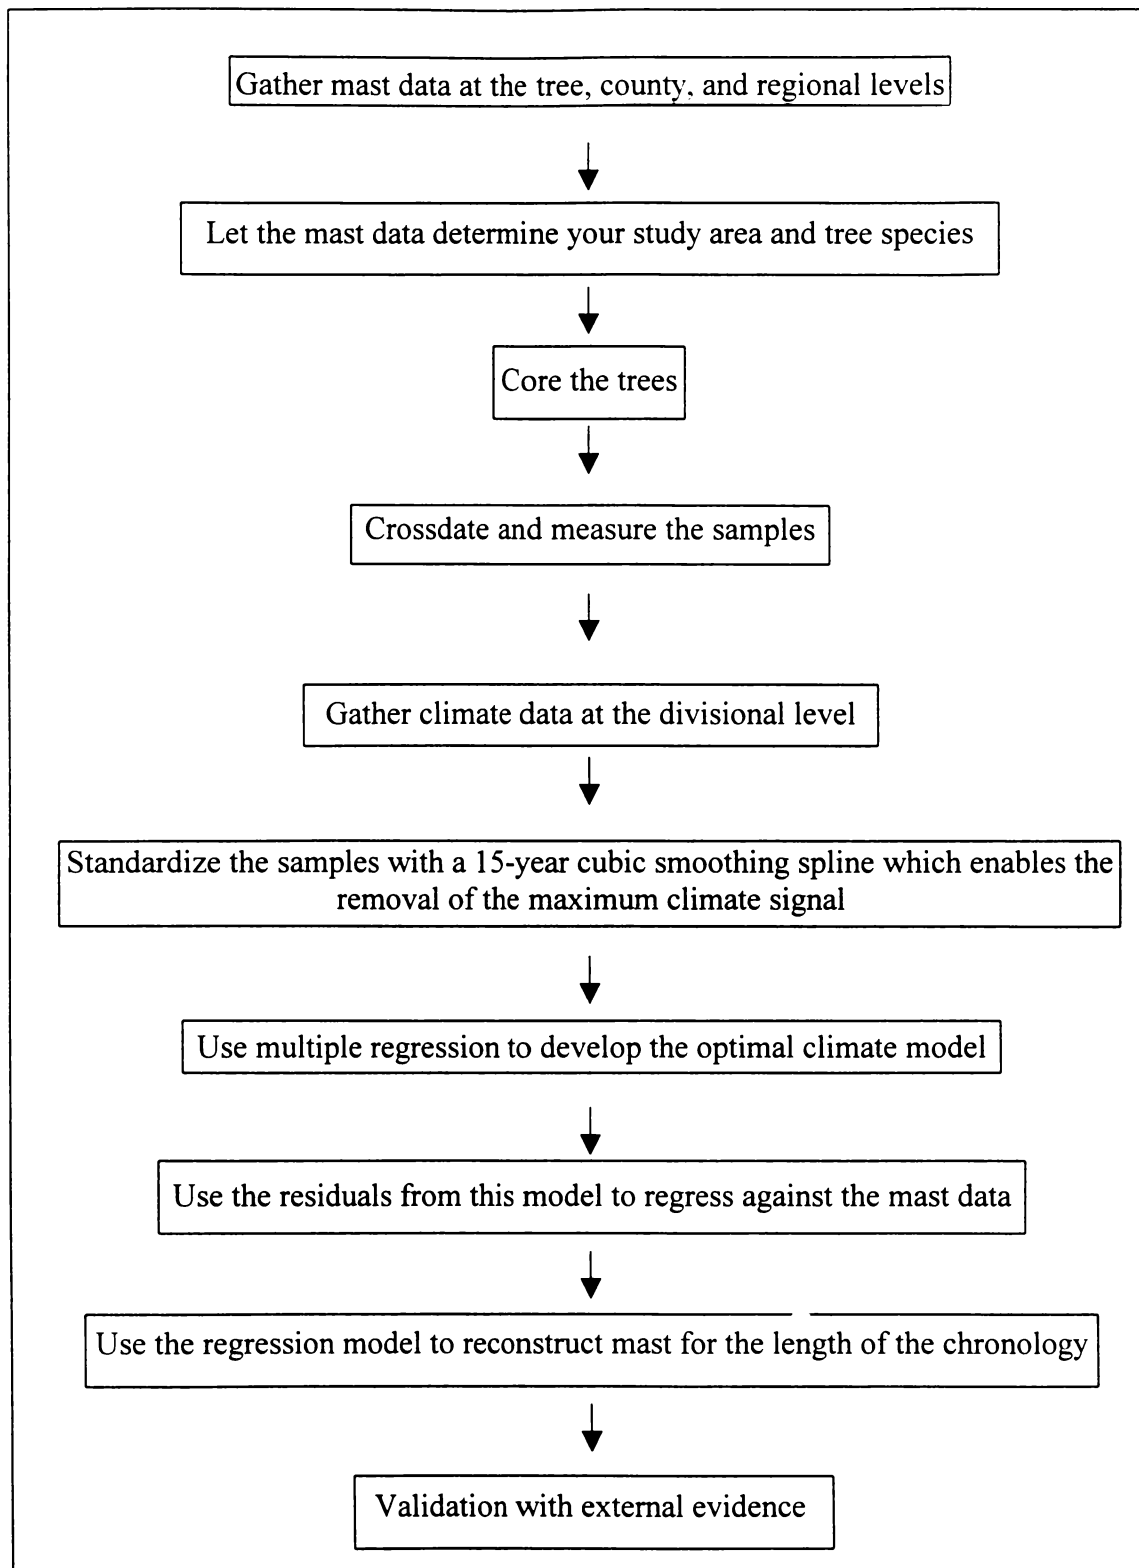 Gather mast data at the tree, county, and regional levels
Let the mast data determine your study area and tree species
Core the trees
Crossdate and measure the samples
Gather climate data at the divisional level
Standardize the samples with a 15-year cubic smoothing spline which enables the
removal of the maximum climate signal
Use multiple regression to develop the optimal climate model
Use the residuals from this model to regress against the mast data
Use the regression model to reconstruct mast for the length of the chronology
Validation with external evidence